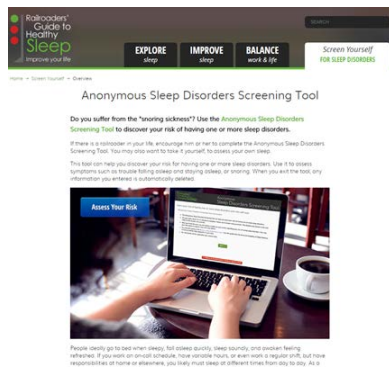 Railroaders'
Guide to
Healthy
Sleep
Improve your life
SEARCH
EXPLORE
sleep
IMPROVE
sleep
BALANCE
work & life
Screen Yourself
FOR SLEEP DISORDERS
Home Screen Yourself Overview
Anonymous Sleep Disorders Screening Tool
Do you suffer from the "snoring sickness"? Use the Anonymous Sleep Disorders
Screening Tool to discover your risk of having one or more sleep disorders.
If there is a railroader in your life, encourage him or her to complete the Anonymous Sleep Disorders
Screening Tool. You may also want to take it yourself, to assess your own sleep.
This tool can help you discover your risk for having one or more sleep disorders. Use it to assess
symptoms such as trouble falling asleep and staying asleep, or snoring. When you exit the tool, any
information you entered is automatically deleted.
Assess Your Risk
Sleep Disorders Screening Tool
People ideally go to bed when sleepy, fall asleep quickly, sleep soundly, and awaken feeling
refreshed. If you work an on-call schedule, have variable hours, or even work a regular shift, but have
responsibilities at home or elsewhere, you likely must sleep at different times from day to day. As a